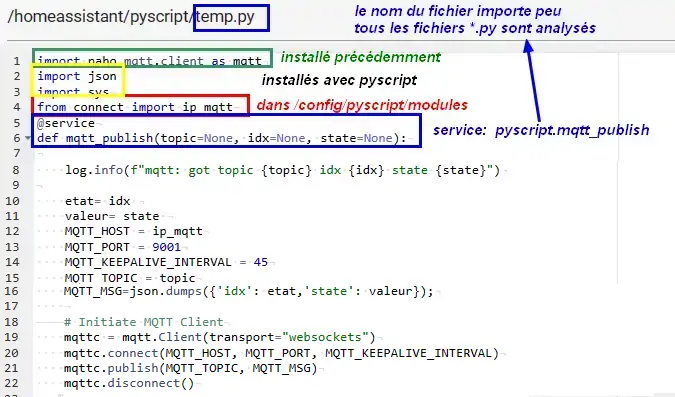 /homeassistant/pyscript/temp.py
le nom du fichier importe peu
tous les fichiers *.py sont analysés
1 import paho mqtt.client as mqtt
installé précédemment
2 import json
installés avec pyscript
3 import sys
4 from connect import ip_mqtt
dans /config/pyscript/modules
5 @service
service: pyscript.mqtt_publish
6 def mqtt_publish(topic=None, idx=None, state=None):
7
8 log.info(f"mqtt: got topic {topic} idx {idx} state {state}")
9
10 etat= idx
11 valeur= state
12 MQTT_HOST = ip_mqtt
13 MQTT_PORT = 9001
14 MQTT_KEEPALIVE_INTERVAL = 45
15 MQTT_TOPIC = topic
16 MQTT_MSG=json.dumps({'idx': etat,'state': valeur});
17
18 # Initiate MQTT Client
19 mqttc = mqtt.Client(transport="websockets")
20 mqttc.connect(MQTT_HOST, MQTT_PORT, MQTT_KEEPALIVE_INTERVAL)
21 mqttc.publish(MQTT_TOPIC, MQTT_MSG)
22 mqttc.disconnect()